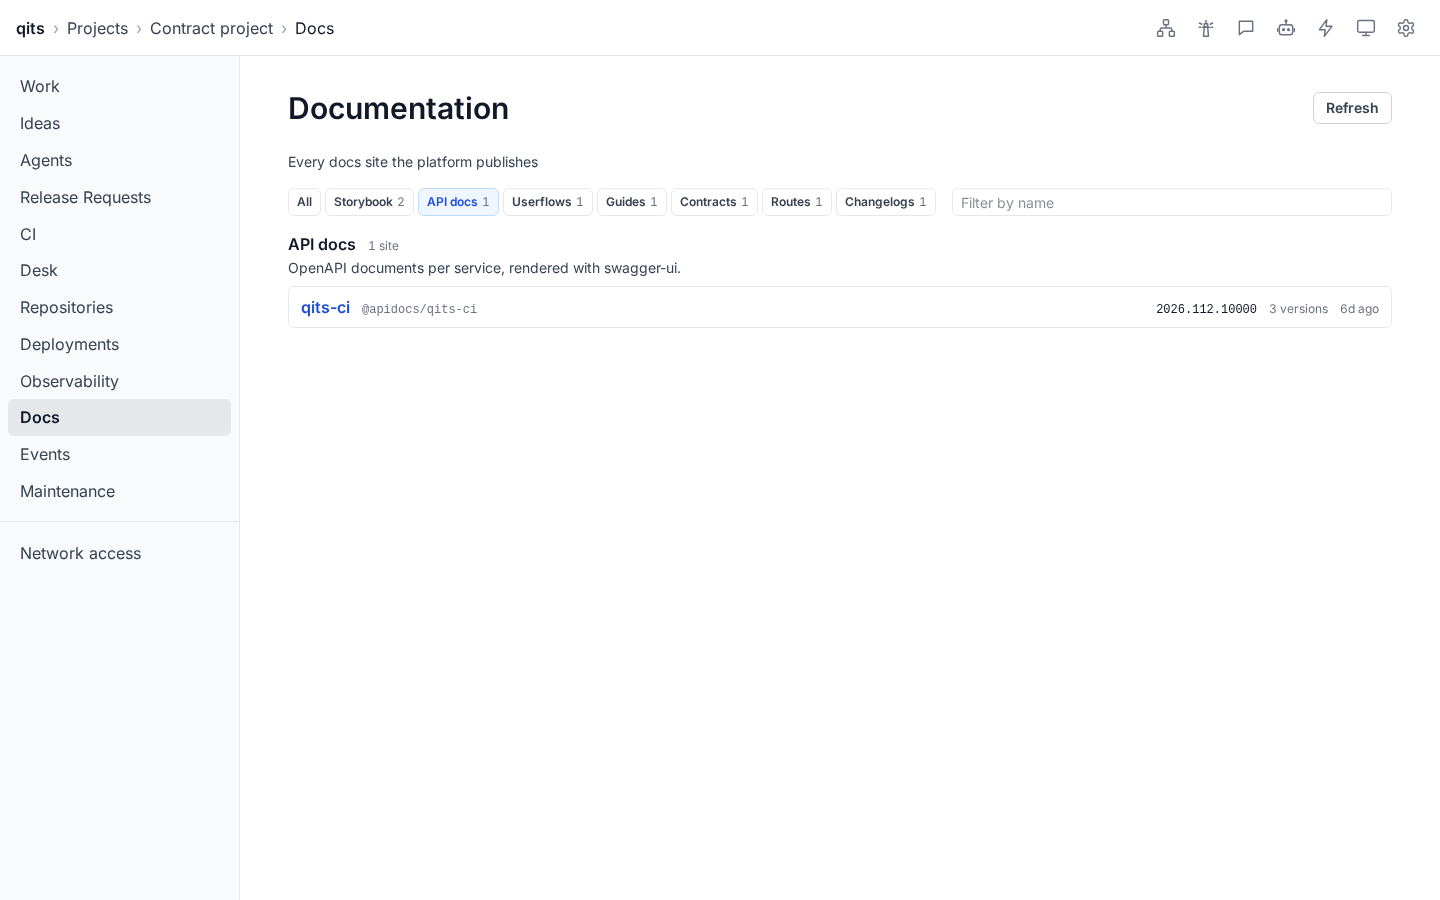 qits › Projects › Contract project › Docs
Work
Ideas
Agents
Release Requests
CI
Desk
Repositories
Deployments
Observability
Docs
Events
Maintenance
Network access
Documentation
Refresh
Every docs site the platform publishes
All Storybook 2 API docs 1 Userflows 1 Guides 1 Contracts 1 Routes 1 Changelogs 1 Filter by name
API docs 1 site
OpenAPI documents per service, rendered with swagger-ui.
qits-ci @apidocs/qits-ci 2026.112.10000 3 versions 6d ago